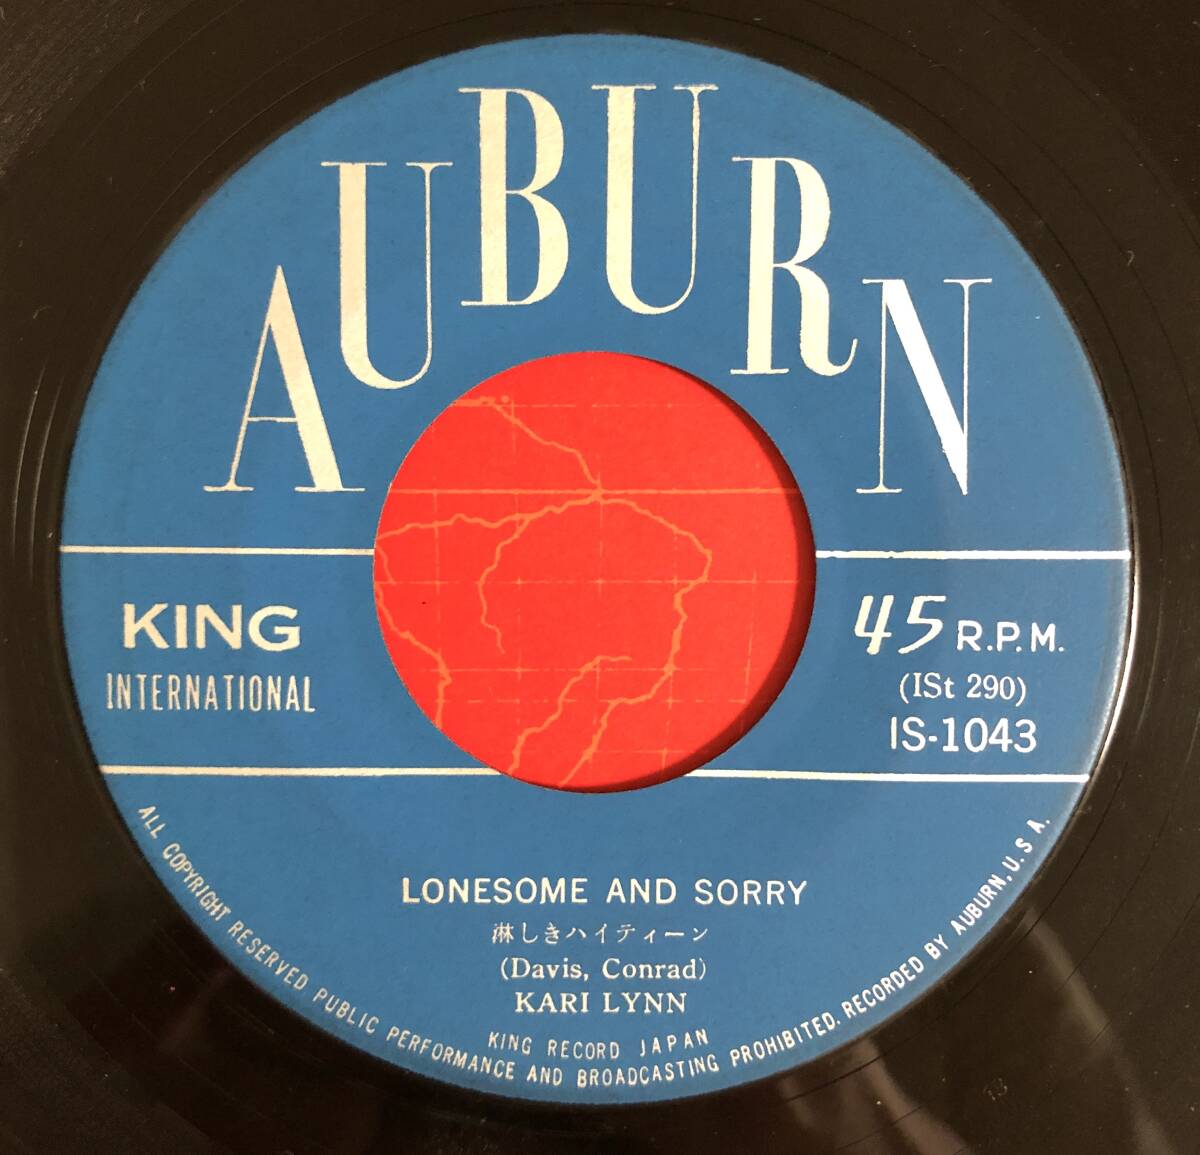 AUBURN
KING
INTERNATIONAL
45 R.P.M.
(ISt 290)
IS-1043
LONESOME AND SORRY
淋しきハイティーン
(Davis, Conrad)
KARI LYNN
KING RECORD JAPAN
ALL COPYRIGHT RESERVED PUBLIC PERFORMANCE AND BROADCASTING PROHIBITED. RECORDED BY AUBURN, U. S. A.